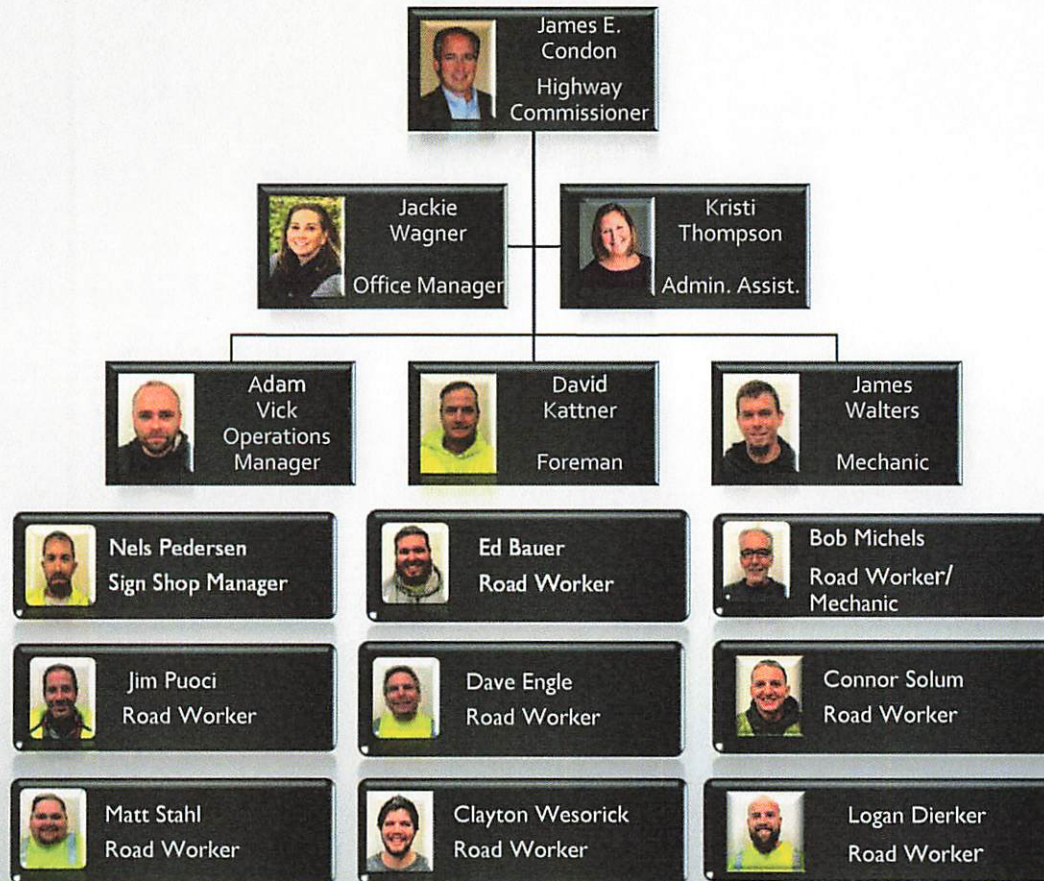 James E.
Condon
Highway
Commissioner
Jackie
Wagner
Office Manager
Kristi
Thompson
Admin. Assist.
Adam
Vick
Operations
Manager
David
Kattner
Foreman
James
Walters
Mechanic
Nels Pedersen
Sign Shop Manager
Ed Bauer
Road Worker
Bob Michels
Road Worker/
Mechanic
Jim Puoci
Road Worker
Dave Engle
Road Worker
Connor Solum
Road Worker
Matt Stahl
Road Worker
Clayton Wesorick
Road Worker
Logan Dierker
Road Worker